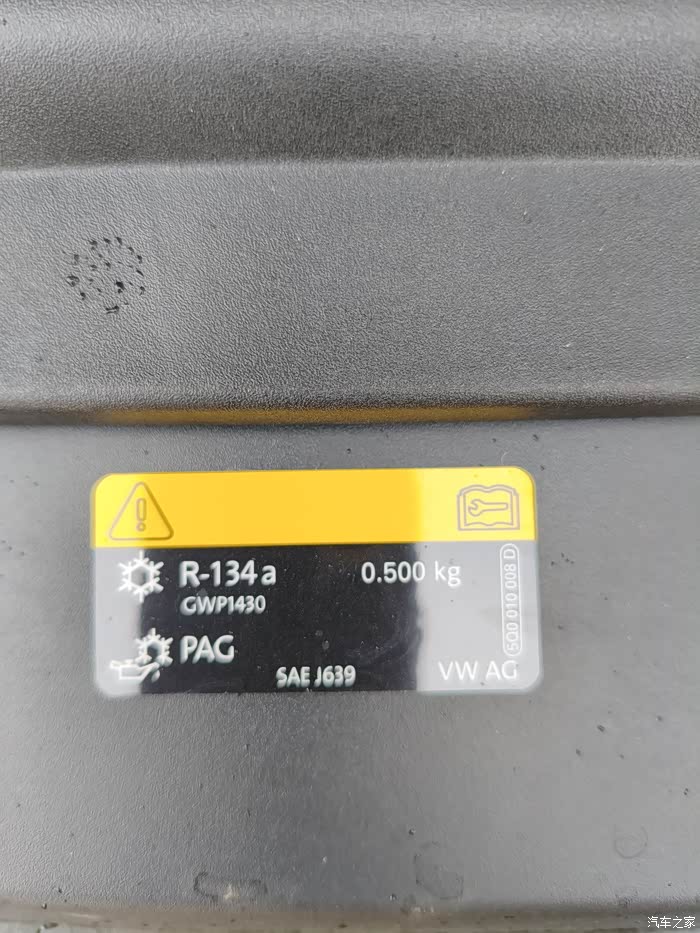 R-134a 0.500 kg
GWP1430
PAG
SAE J639
VW AG
5Q0 010 008 D
汽车之家